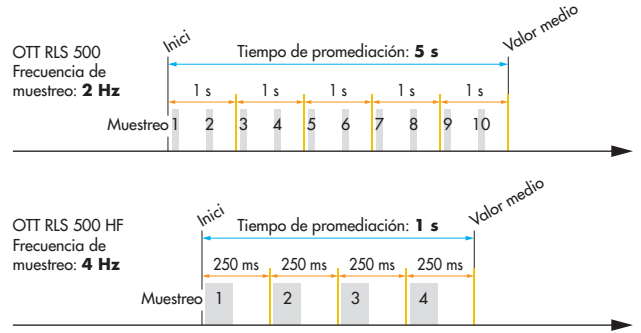 Inici
Valor medio
OTT RLS 500
Frecuencia de
muestreo: 2 Hz
Tiempo de promediación: 5 s
1 s 1 s 1 s 1 s 1 s
Muestreo 1 2 3 4 5 6 7 8 9 10
Inici
Valor medio
OTT RLS 500 HF
Frecuencia de
muestreo: 4 Hz
Tiempo de promediación: 1 s
250 ms 250 ms 250 ms 250 ms
Muestreo 1 2 3 4